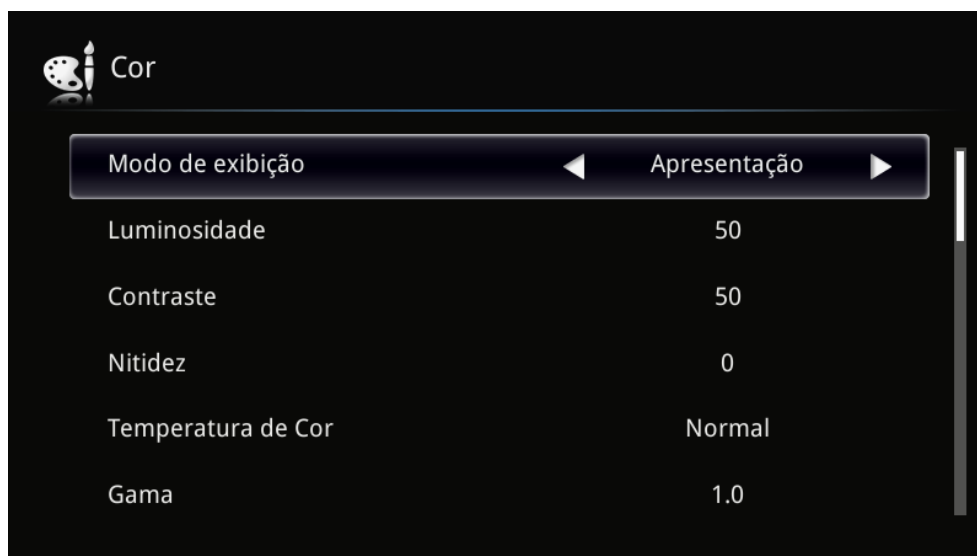 Cor
Modo de exibição Apresentação
Luminosidade 50
Contraste 50
Nitidez 0
Temperatura de Cor Normal
Gama 1.0